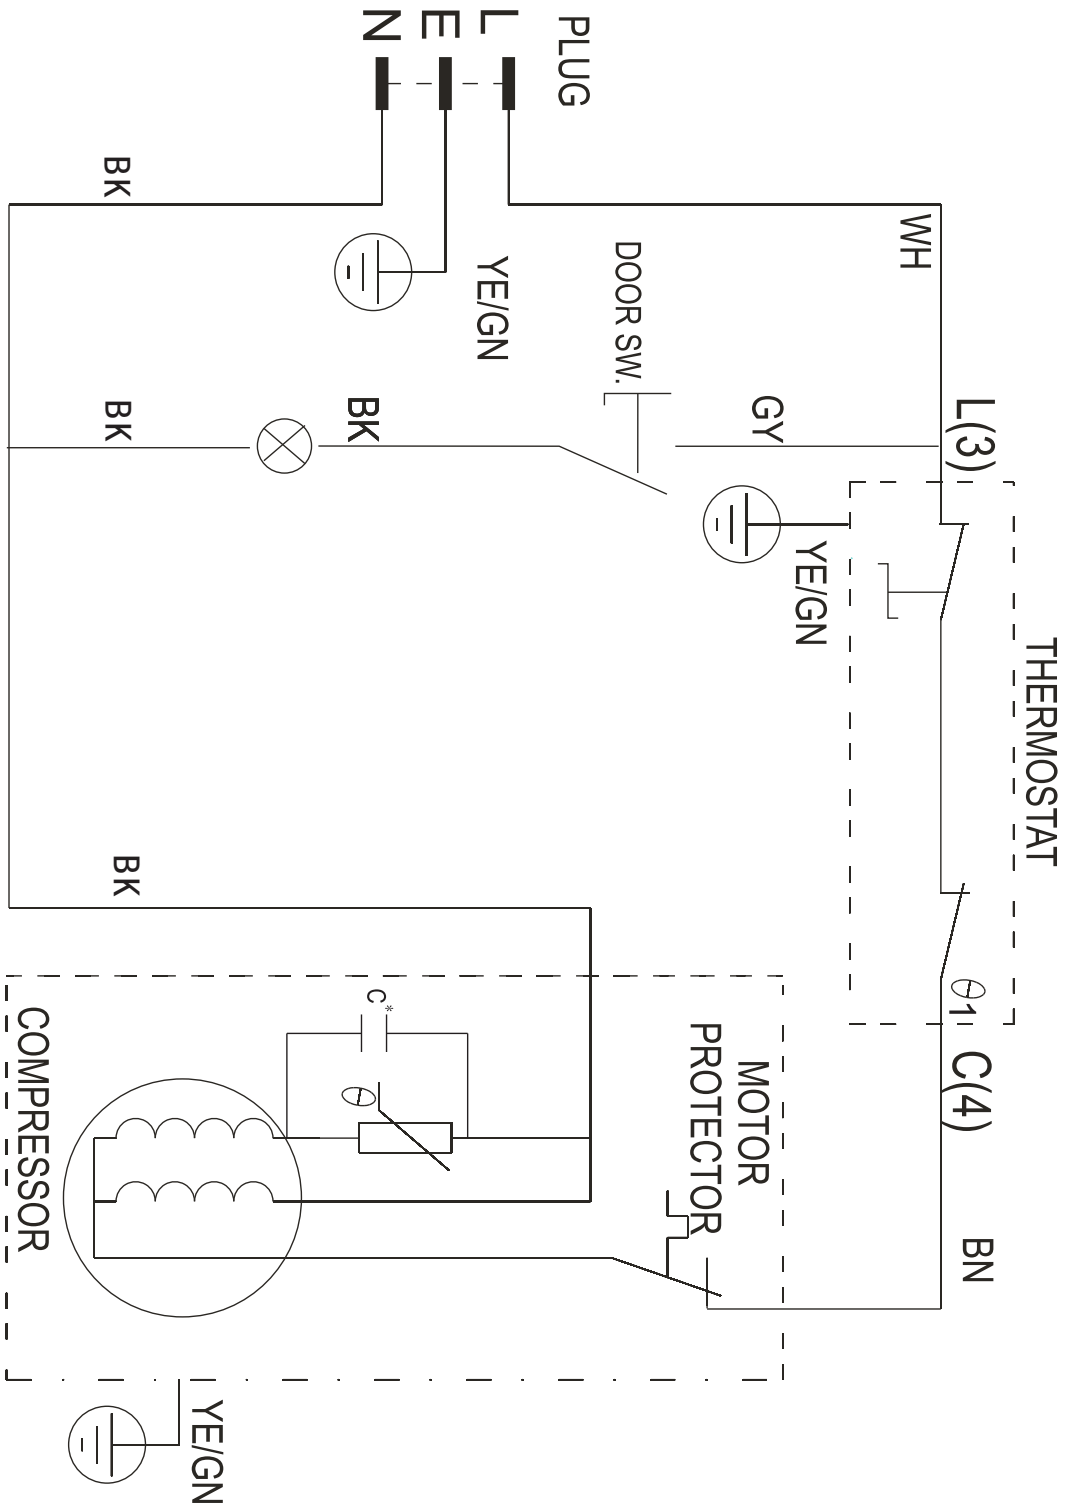 PLUG
L
E
N
BK
WH
YE/GN
DOOR SW.
GY
BK
BK
L(3)
YE/GN
THERMOSTAT
θ1
C(4)
BK
C*
θ
MOTOR
PROTECTOR
COMPRESSOR
BN
YE/GN